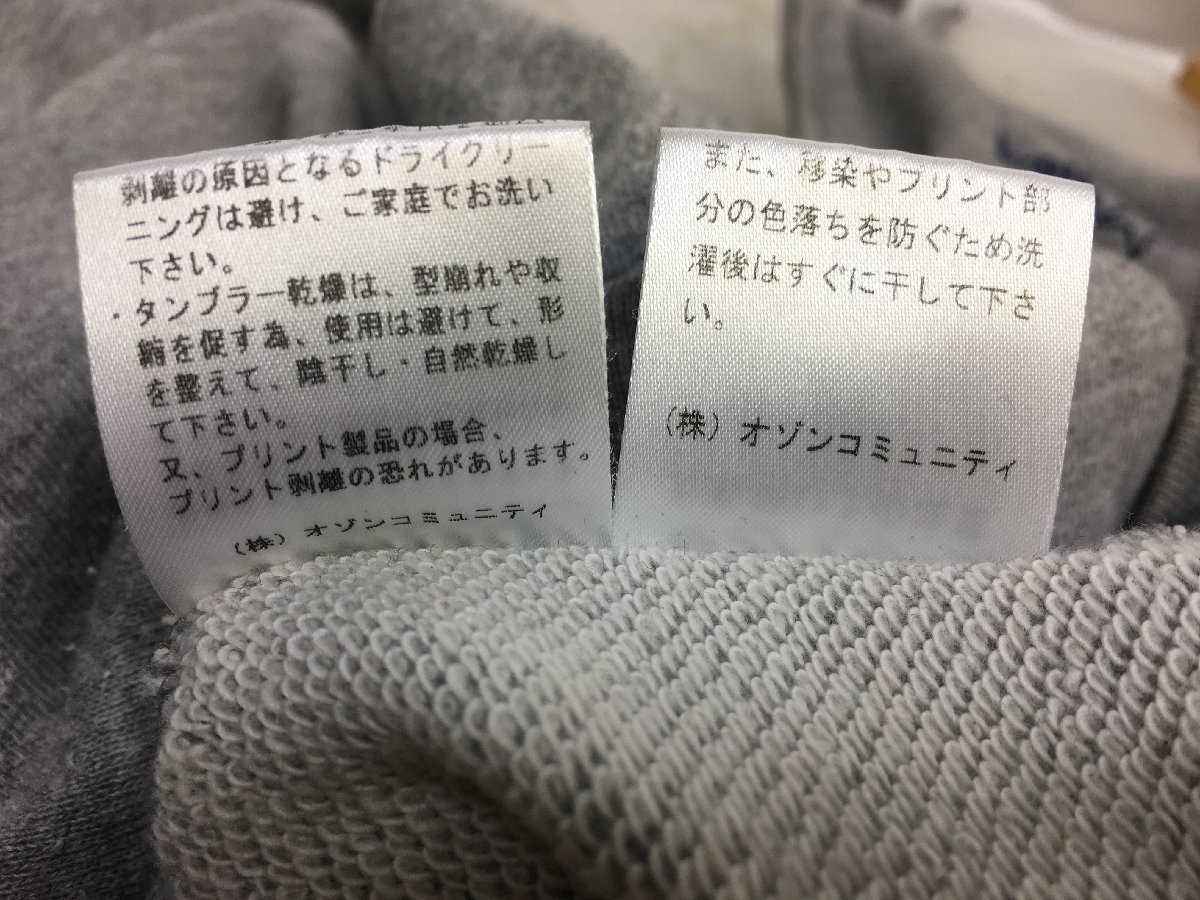 剥離の原因となるドライクリー
ニングは避け、ご家庭でお洗い
下さい。
・タンブラー乾燥は、型崩れや収
縮を促す為、使用は避けて、形
を整えて、陰干し・自然乾燥し
て下さい。
又、プリント製品の場合、
プリント剥離の恐れがあります。
（株）オゾンコミュニティ
また、移染やプリント部
分の色落ちを防ぐため洗
濯後はすぐに干して下さ
い。
（株）オゾンコミュニティ